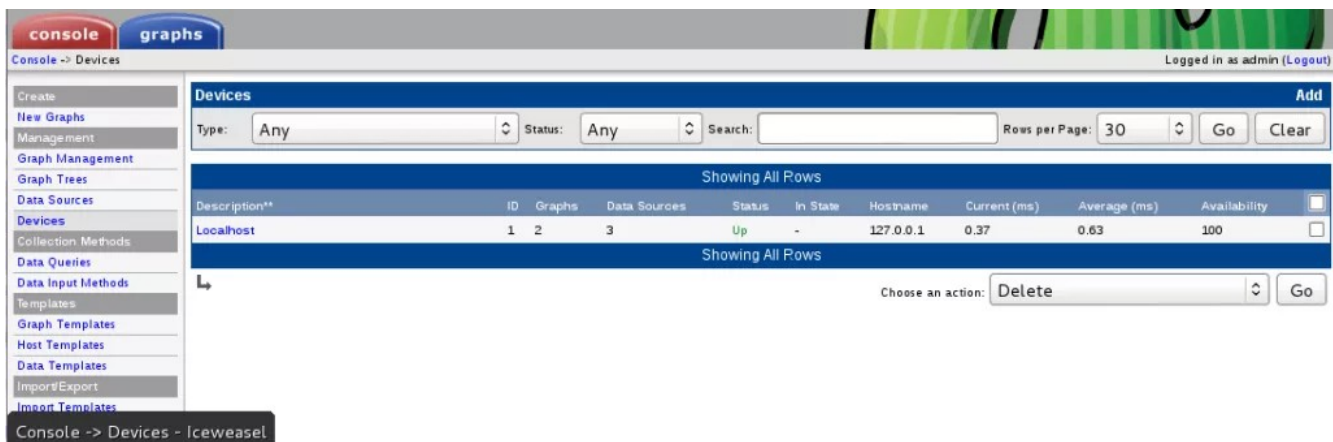 console graphs
Console -> Devices Logged in as admin (Logout)
Create
New Graphs
Management
Graph Management
Graph Trees
Data Sources
Devices
Collection Methods
Data Queries
Data Input Methods
Templates
Graph Templates
Host Templates
Data Templates
Import/Export
Import Templates
Devices Add
Type: Any Status: Any Search: Rows per Page: 30 Go Clear
Showing All Rows
Description** ID Graphs Data Sources Status In State Hostname Current (ms) Average (ms) Availability
Localhost 1 2 3 Up - 127.0.0.1 0.37 0.63 100
Showing All Rows
Choose an action: Delete Go
Console -> Devices - Iceweasel